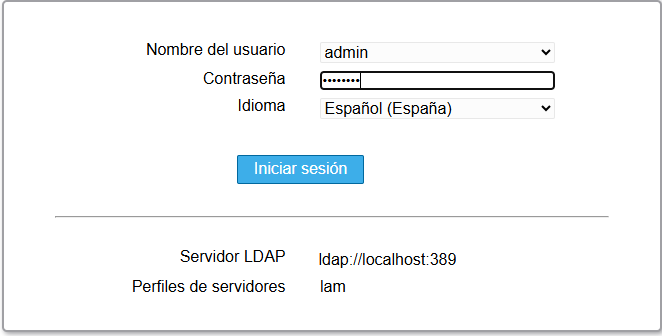 Nombre del usuario admin
Contraseña ••••••••
Idioma Español (España)
Iniciar sesión
Servidor LDAP ldap://localhost:389
Perfiles de servidores lam